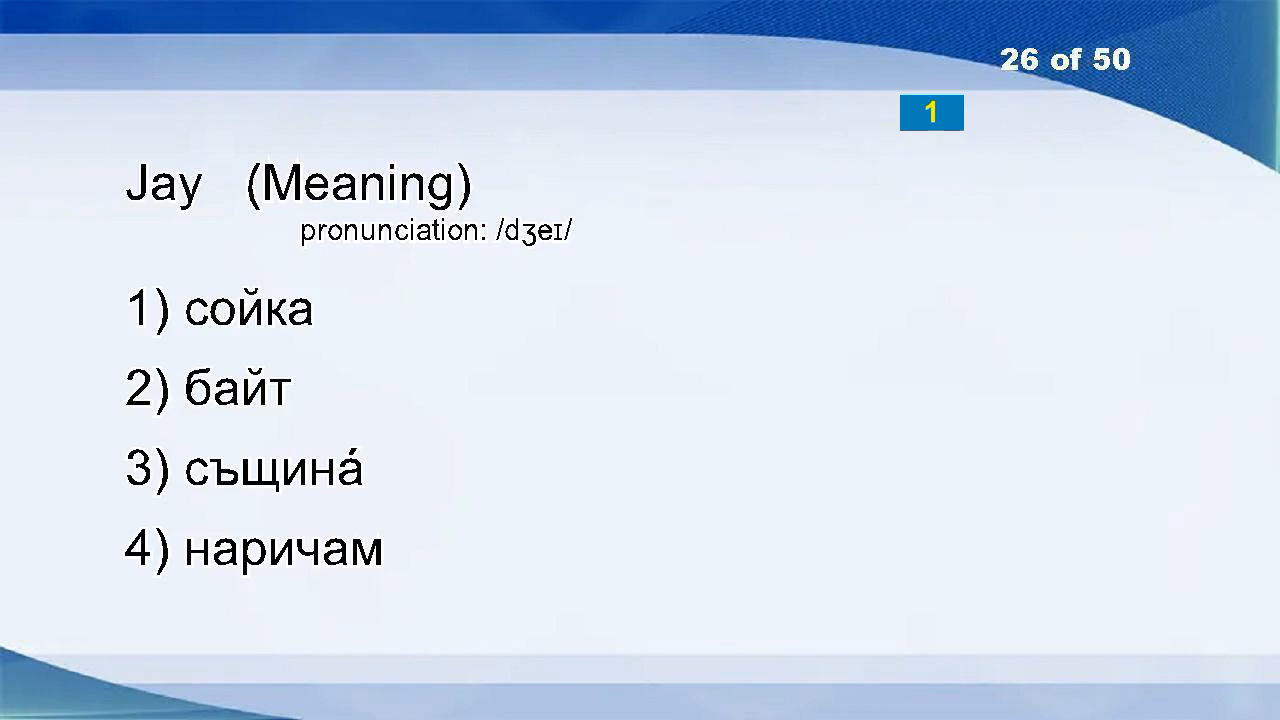 26 of 50
1
Jay (Meaning)
pronunciation: /dʒeɪ/
1) сойка
2) байт
3) същинá
4) наричам